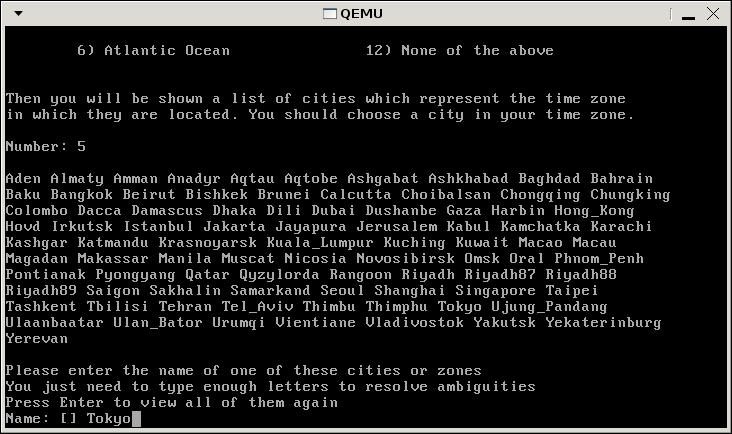 QEMU
6) Atlantic Ocean 12) None of the above
Then you will be shown a list of cities which represent the time zone
in which they are located. You should choose a city in your time zone.
Number: 5
Aden Almaty Amman Anadyr Aqtau Aqtobe Ashgabat Ashkhabad Baghdad Bahrain
Baku Bangkok Beirut Bishkek Brunei Calcutta Choibalsan Chongqing Chungking
Colombo Dacca Damascus Dhaka Dili Dubai Dushanbe Gaza Harbin Hong_Kong
Hovd Irkutsk Istanbul Jakarta Jayapura Jerusalem Kabul Kamchatka Karachi
Kashgar Katmandu Krasnoyarsk Kuala_Lumpur Kuching Kuwait Macao Macau
Magadan Makassar Manila Muscat Nicosia Novosibirsk Omsk Oral Phnom_Penh
Pontianak Pyongyang Qatar Qyzylorda Rangoon Riyadh Riyadh87 Riyadh88
Riyadh89 Saigon Sakhalin Samarkand Seoul Shanghai Singapore Taipei
Tashkent Tbilisi Tehran Tel_Aviv Thimbu Thimphu Tokyo Ujung_Pandang
Ulaanbaatar Ulan_Bator Urumqi Vientiane Vladivostok Yakutsk Yekaterinburg
Yerevan
Please enter the name of one of these cities or zones
You just need to type enough letters to resolve ambiguities
Press Enter to view all of them again
Name: [] Tokyo